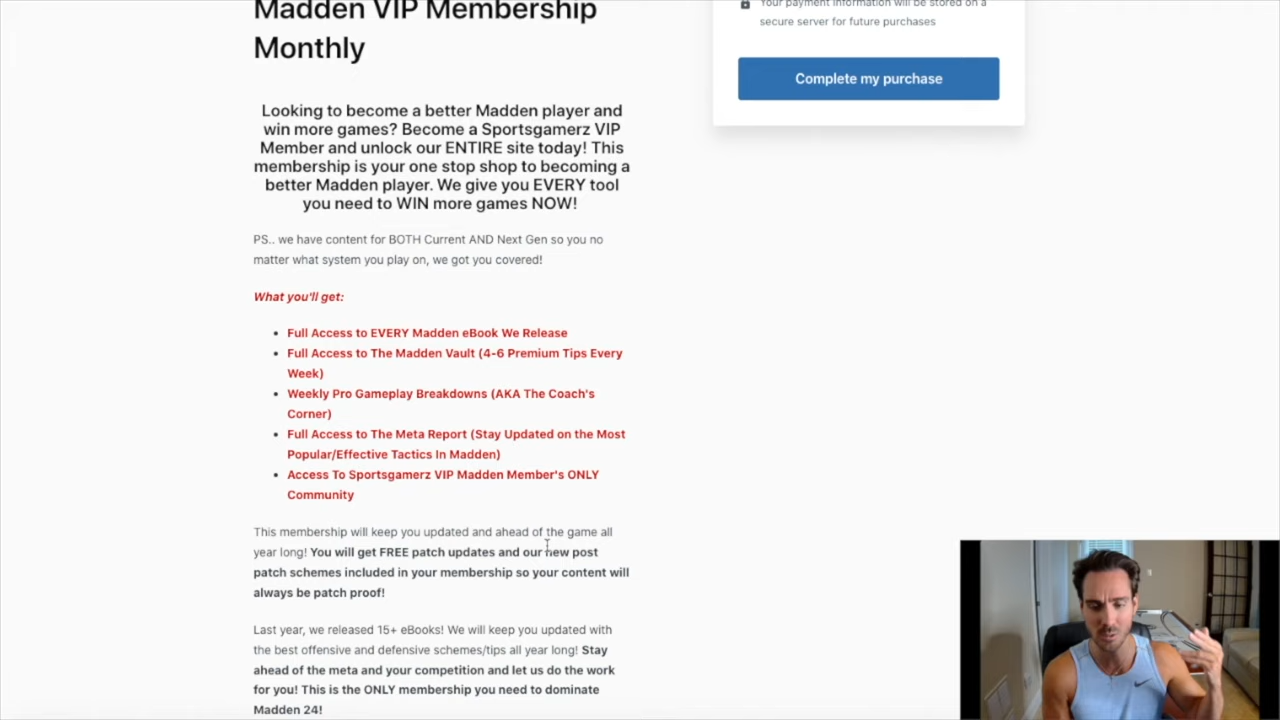 Madden VIP Membership
Monthly
Looking to become a better Madden player and
win more games? Become a Sportsgamerz VIP
Member and unlock our ENTIRE site today! This
membership is your one stop shop to becoming a
better Madden player. We give you EVERY tool
you need to WIN more games NOW!
PS.. we have content for BOTH Current AND Next Gen so you no
matter what system you play on, we got you covered!
What you'll get:
• Full Access to EVERY Madden eBook We Release
• Full Access to The Madden Vault (4-6 Premium Tips Every
Week)
• Weekly Pro Gameplay Breakdowns (AKA The Coach's
Corner)
• Full Access to The Meta Report (Stay Updated on the Most
Popular/Effective Tactics In Madden)
• Access To Sportsgamerz VIP Madden Member's ONLY
Community
This membership will keep you updated and ahead of the game all
year long! You will get FREE patch updates and our new post
patch schemes included in your membership so your content will
always be patch proof!
Last year, we released 15+ eBooks! We will keep you updated with
the best offensive and defensive schemes/tips all year long! Stay
ahead of the meta and your competition and let us do the work
for you! This is the ONLY membership you need to dominate
Madden 24!
Your payment information will be stored on a
secure server for future purchases
Complete my purchase